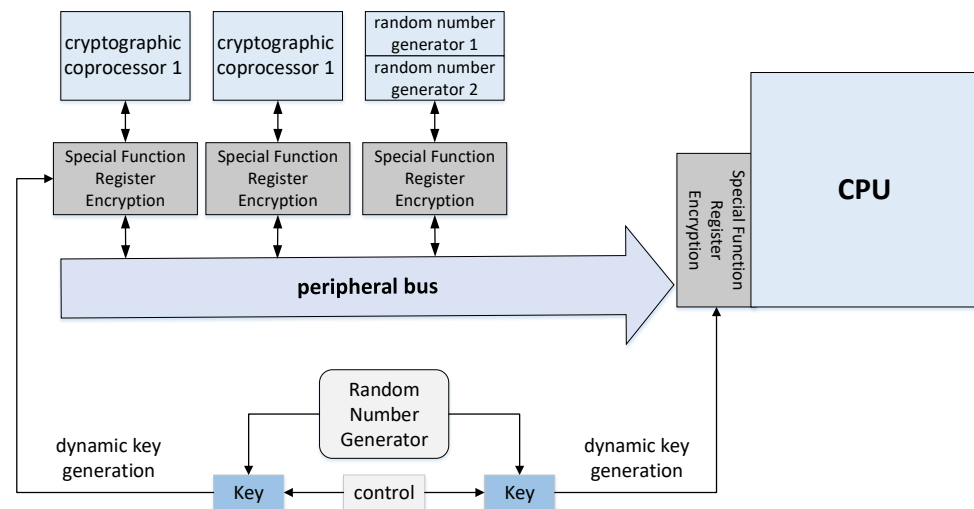 cryptographic
coprocessor 1
cryptographic
coprocessor 1
random number
generator 1
random number
generator 2
Special Function
Register
Encryption
Special Function
Register
Encryption
Special Function
Register
Encryption
Special Function
Register
Encryption
CPU
peripheral bus
Random
Number
Generator
dynamic key
generation
dynamic key
generation
Key
control
Key